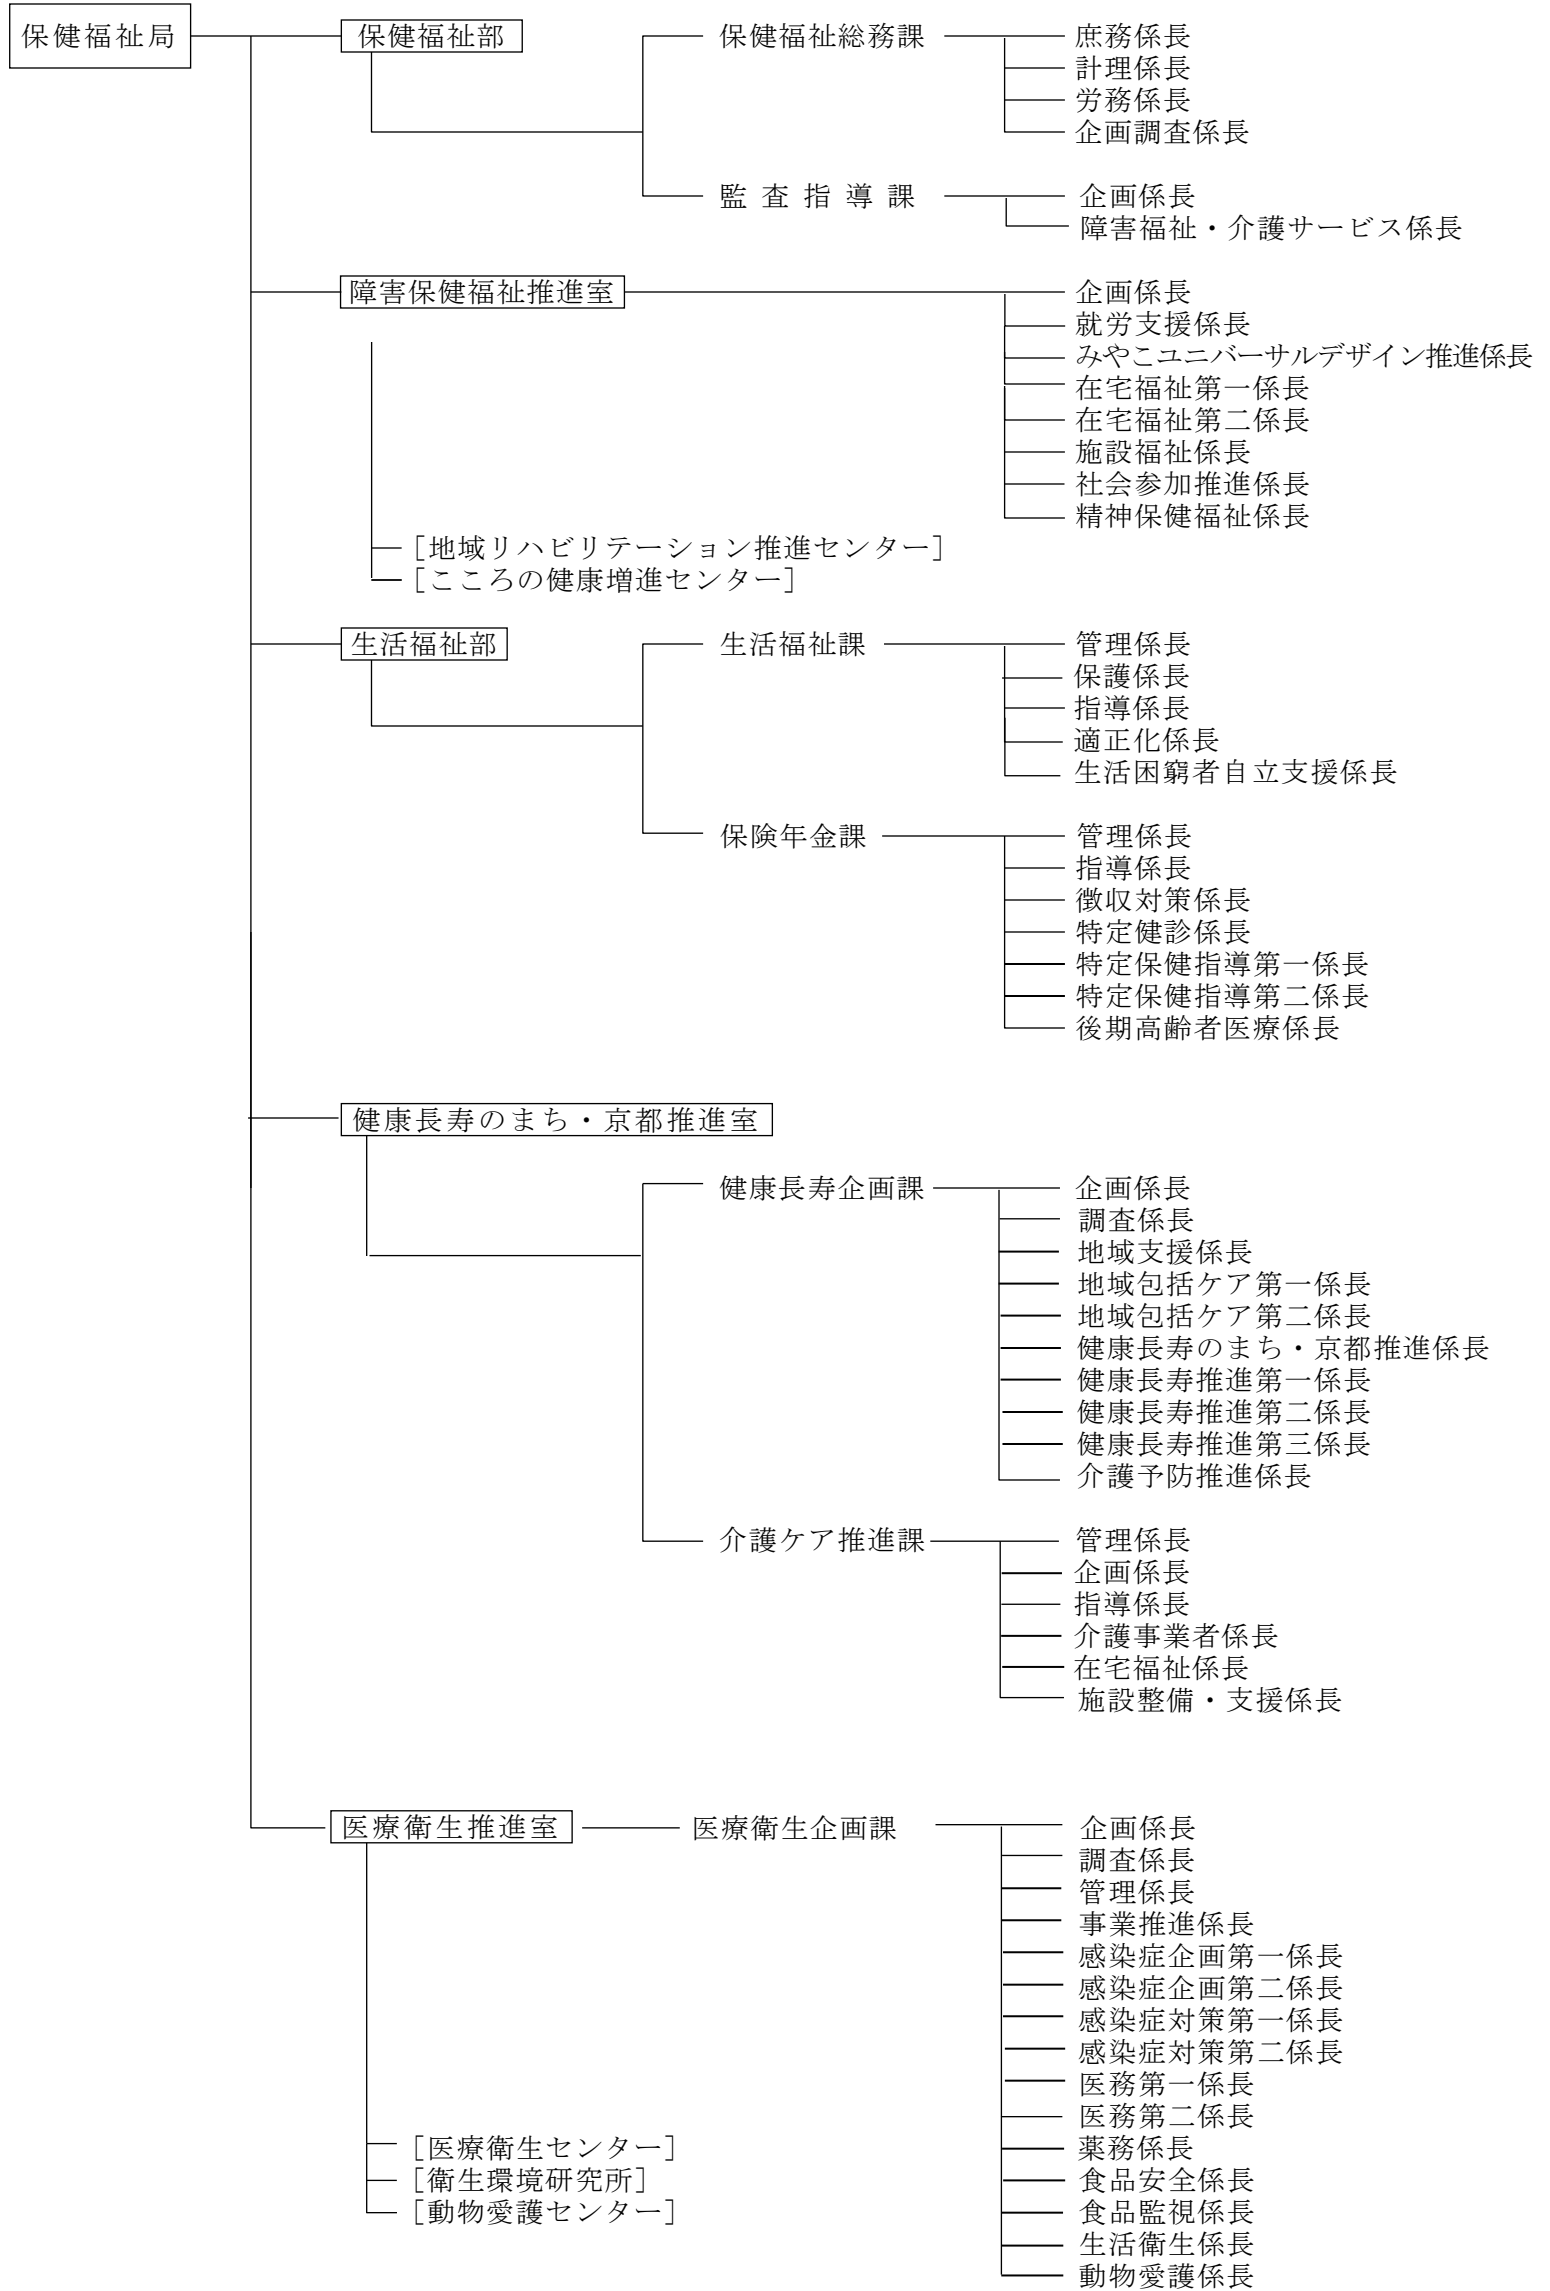 保健福祉局
保健福祉部
保健福祉総務課
庶務係長
計理係長
労務係長
企画調査係長
監査指導課
企画係長
障害福祉・介護サービス係長
障害保健福祉推進室
企画係長
就労支援係長
みやこユニバーサルデザイン推進係長
在宅福祉第一係長
在宅福祉第二係長
施設福祉係長
社会参加推進係長
精神保健福祉係長
［地域リハビリテーション推進センター］
［こころの健康増進センター］
生活福祉部
生活福祉課
管理係長
保護係長
指導係長
適正化係長
生活困窮者自立支援係長
保険年金課
管理係長
指導係長
徴収対策係長
特定健診係長
特定保健指導第一係長
特定保健指導第二係長
後期高齢者医療係長
健康長寿のまち・京都推進室
健康長寿企画課
企画係長
調査係長
地域支援係長
地域包括ケア第一係長
地域包括ケア第二係長
健康長寿のまち・京都推進係長
健康長寿推進第一係長
健康長寿推進第二係長
健康長寿推進第三係長
介護予防推進係長
介護ケア推進課
管理係長
企画係長
指導係長
介護事業者係長
在宅福祉係長
施設整備・支援係長
医療衛生推進室
医療衛生企画課
企画係長
調査係長
管理係長
事業推進係長
感染症企画第一係長
感染症企画第二係長
感染症対策第一係長
感染症対策第二係長
医務第一係長
医務第二係長
薬務係長
食品安全係長
食品監視係長
生活衛生係長
動物愛護係長
［医療衛生センター］
［衛生環境研究所］
［動物愛護センター］